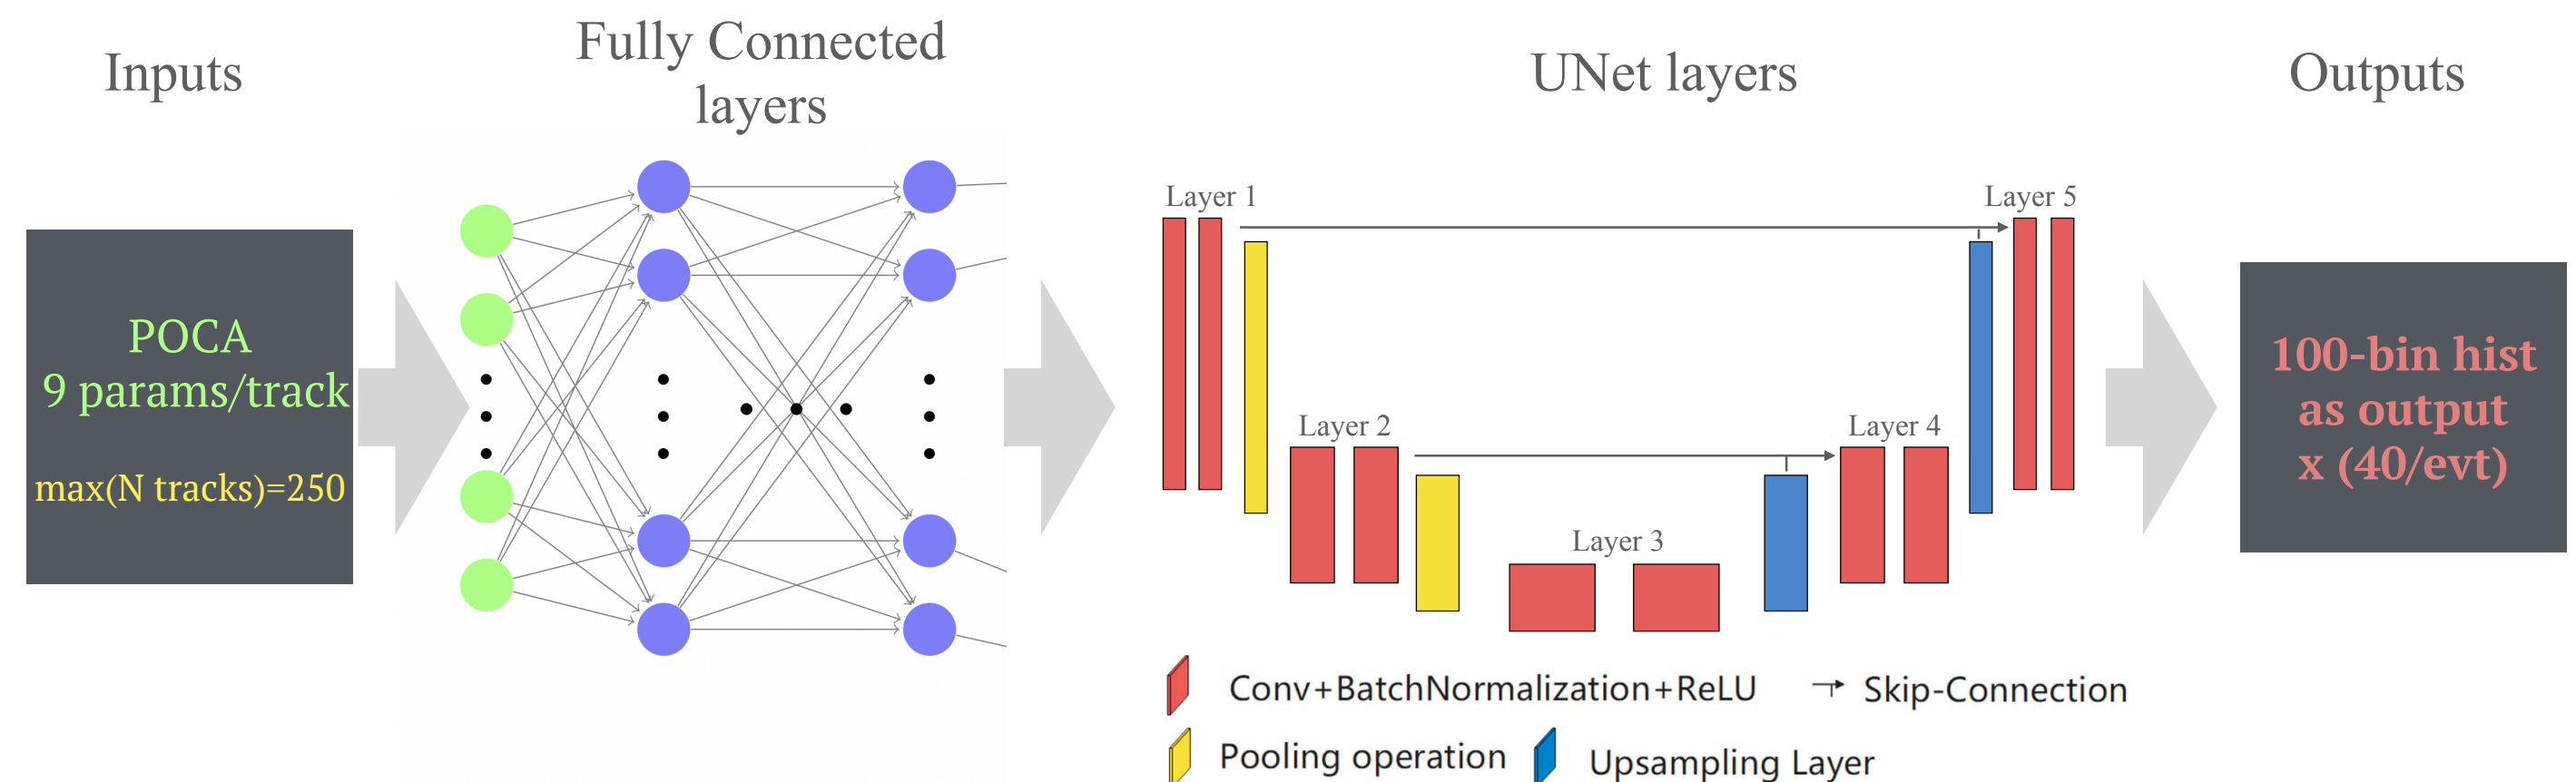 Inputs
Fully Connected
layers
UNet layers
Outputs
POCA
9 params/track
max(N tracks)=250
Layer 1
Layer 5
Layer 2
Layer 4
Layer 3
100-bin hist
as output
x (40/evt)
Conv+BatchNormalization+ReLU
Skip-Connection
Pooling operation
Upsampling Layer